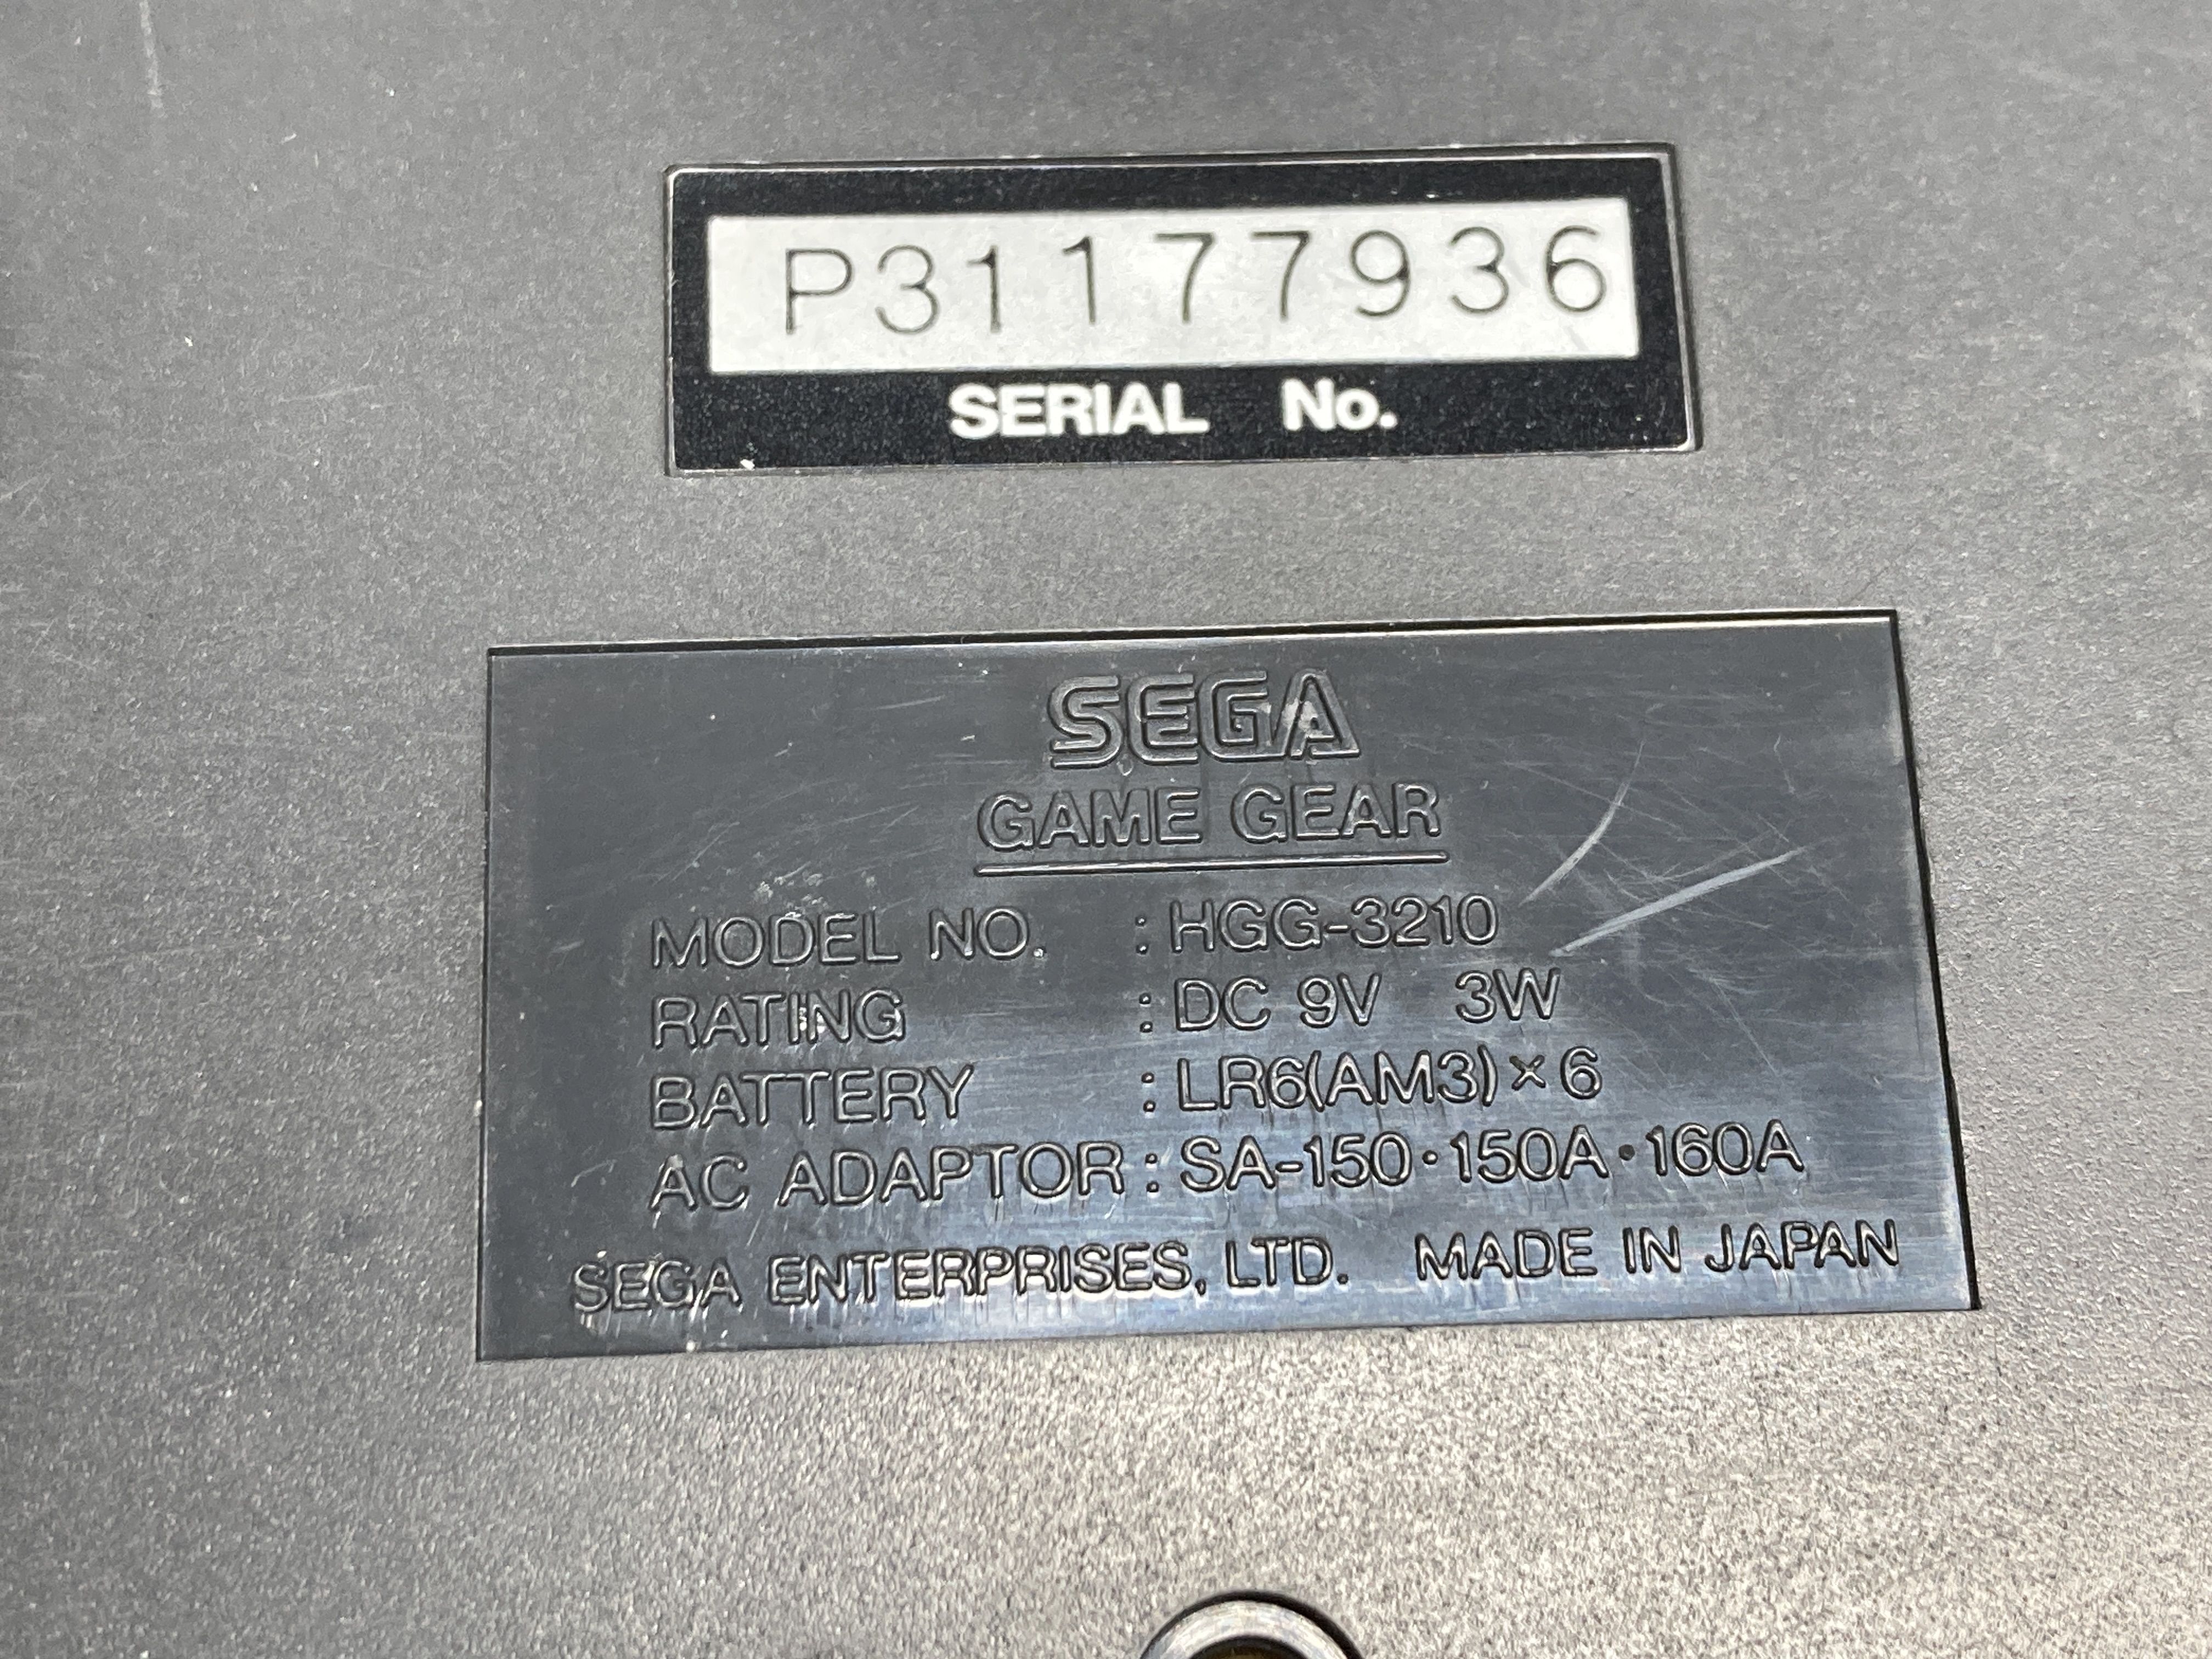 P31177936
SERIAL No.
SEGA
GAME GEAR
MODEL NO. : HGG-3210
RATING : DC 9V 3W
BATTERY : LR6(AM3)×6
AC ADAPTOR : SA-150・150A・160A
SEGA ENTERPRISES, LTD. MADE IN JAPAN